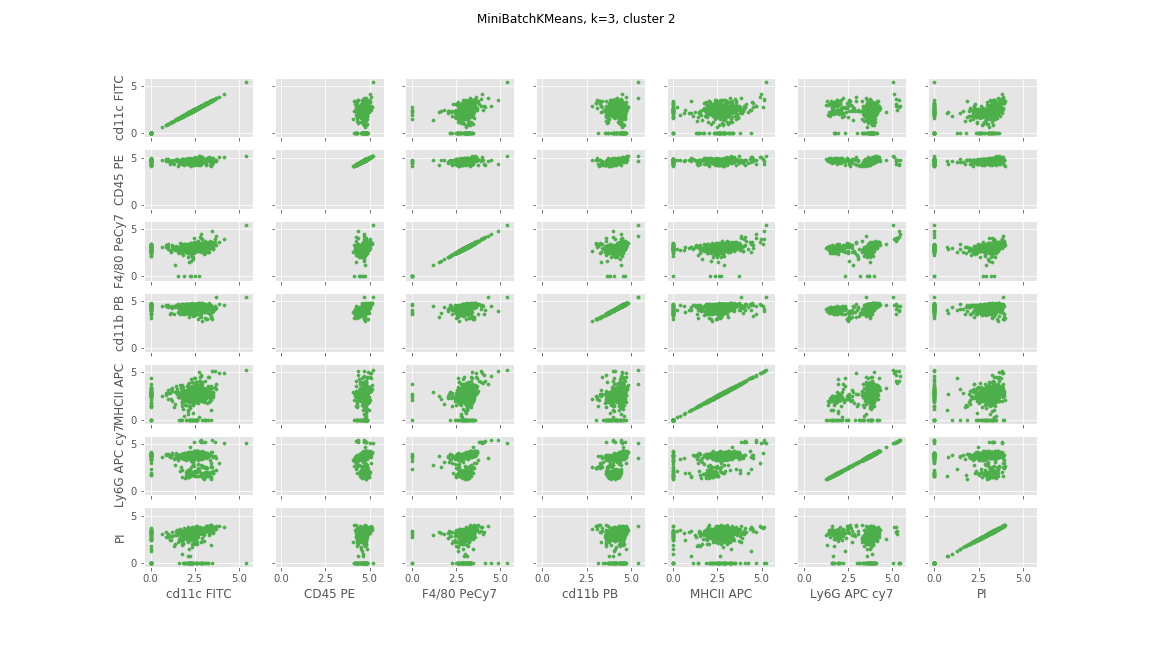 MiniBatchKMeans, k=3, cluster 2
cd11c FITC
5
0
CD45 PE
5
0
F4/80 PeCy7
5
0
cd11b PB
5
0
MHCII APC
5
0
Ly6G APC cy7
5
0
PI
5
0
0.0 2.5 5.0 0.0 2.5 5.0 0.0 2.5 5.0 0.0 2.5 5.0 0.0 2.5 5.0 0.0 2.5 5.0 0.0 2.5 5.0
cd11c FITC CD45 PE F4/80 PeCy7 cd11b PB MHCII APC Ly6G APC cy7 PI